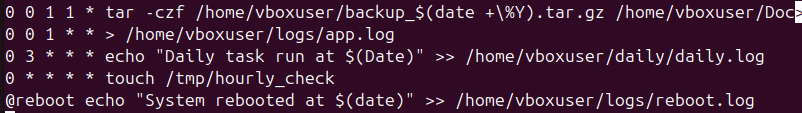 0 0 1 1 * tar -czf /home/vboxuser/backup_$(date +\%Y).tar.gz /home/vboxuser/Doc>
0 0 1 * * > /home/vboxuser/logs/app.log
0 3 * * * echo "Daily task run at $(Date)" >> /home/vboxuser/daily/daily.log
0 * * * * touch /tmp/hourly_check
@reboot echo "System rebooted at $(date)" >> /home/vboxuser/logs/reboot.log